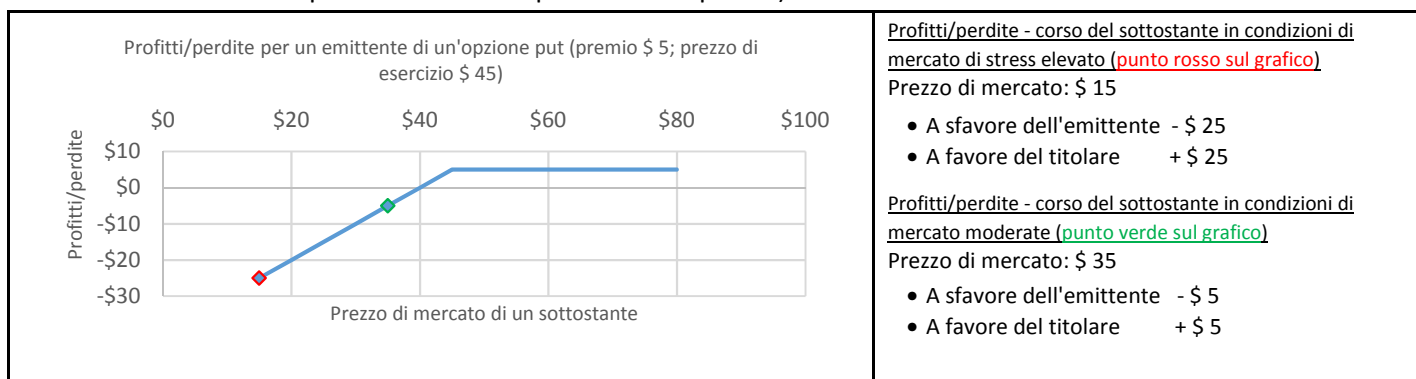 Profitti/perdite per un emittente di un'opzione put (premio $ 5; prezzo di
esercizio $ 45)
$0 $20 $40 $60 $80 $100
Profitti/perdite
$10
$0
-$10
-$20
-$30
Prezzo di mercato di un sottostante
Profitti/perdite - corso del sottostante in condizioni di
mercato di stress elevato (punto rosso sul grafico)
Prezzo di mercato: $ 15
• A sfavore dell'emittente - $ 25
• A favore del titolare + $ 25
Profitti/perdite - corso del sottostante in condizioni di
mercato moderate (punto verde sul grafico)
Prezzo di mercato: $ 35
• A sfavore dell'emittente - $ 5
• A favore del titolare + $ 5